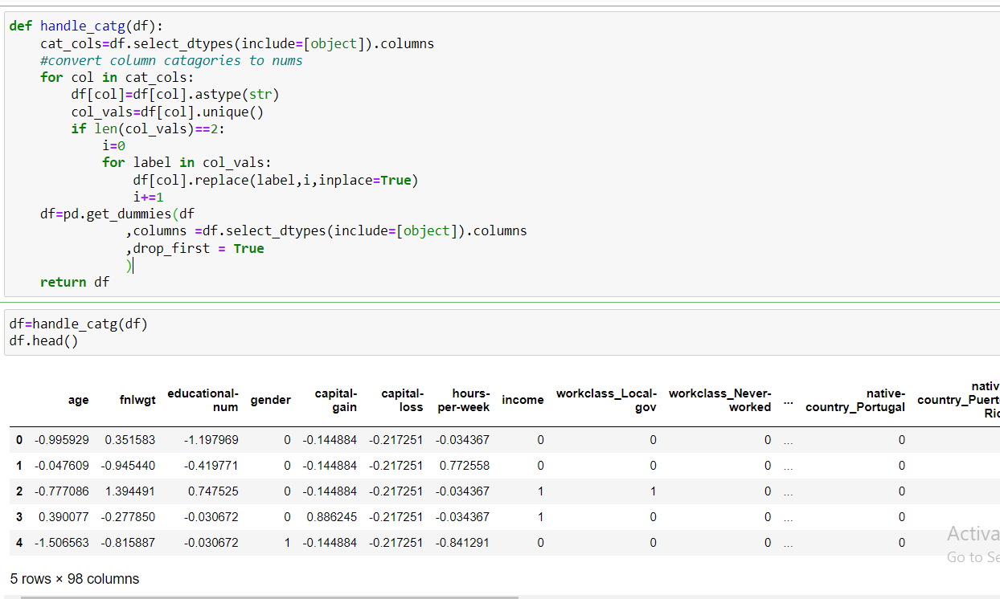 def handle_catg(df):
    cat_cols=df.select_dtypes(include=[object]).columns
    #convert column catagories to nums
    for col in cat_cols:
        df[col]=df[col].astype(str)
        col_vals=df[col].unique()
        if len(col_vals)==2:
            i=0
            for label in col_vals:
                df[col].replace(label,i,inplace=True)
                i+=1
    df=pd.get_dummies(df
               ,columns =df.select_dtypes(include=[object]).columns
               ,drop_first = True
               )
    return df
df=handle_catg(df)
df.head()
age fnlwgt educational-num gender capital-gain capital-loss hours-per-week income workclass_Local-gov workclass_Never-worked ... native-country_Portugal nativ country_Puert Ric
0 -0.995929 0.351583 -1.197969 0 -0.144884 -0.217251 -0.034367 0 0 0 ... 0
1 -0.047609 -0.945440 -0.419771 0 -0.144884 -0.217251 0.772558 0 0 0 ... 0
2 -0.777086 1.394491 0.747525 0 -0.144884 -0.217251 -0.034367 1 1 0 ... 0
3 0.390077 -0.277850 -0.030672 0 0.886245 -0.217251 -0.034367 1 0 0 ... 0
4 -1.506563 -0.815887 -0.030672 1 -0.144884 -0.217251 -0.841291 0 0 0 ... 0
Activa
Go to Se
5 rows × 98 columns